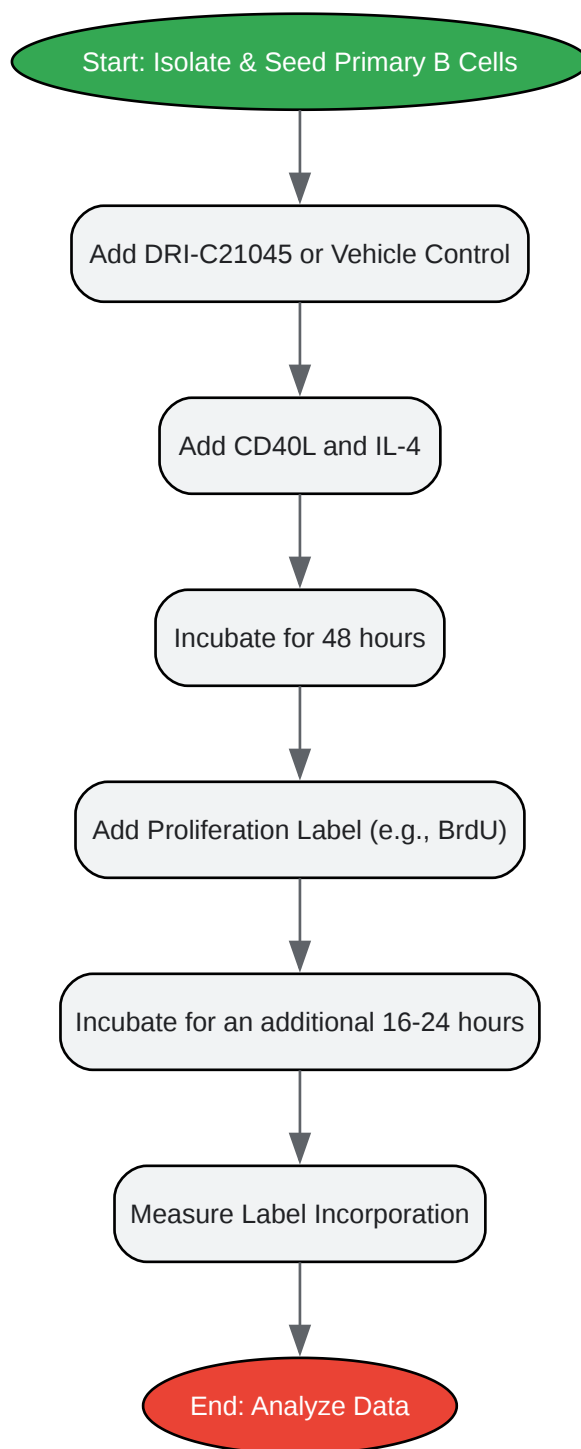 Start: Isolate & Seed Primary B Cells
Add DRI-C21045 or Vehicle Control
Add CD40L and IL-4
Incubate for 48 hours
Add Proliferation Label (e.g., BrdU)
Incubate for an additional 16-24 hours
Measure Label Incorporation
End: Analyze Data